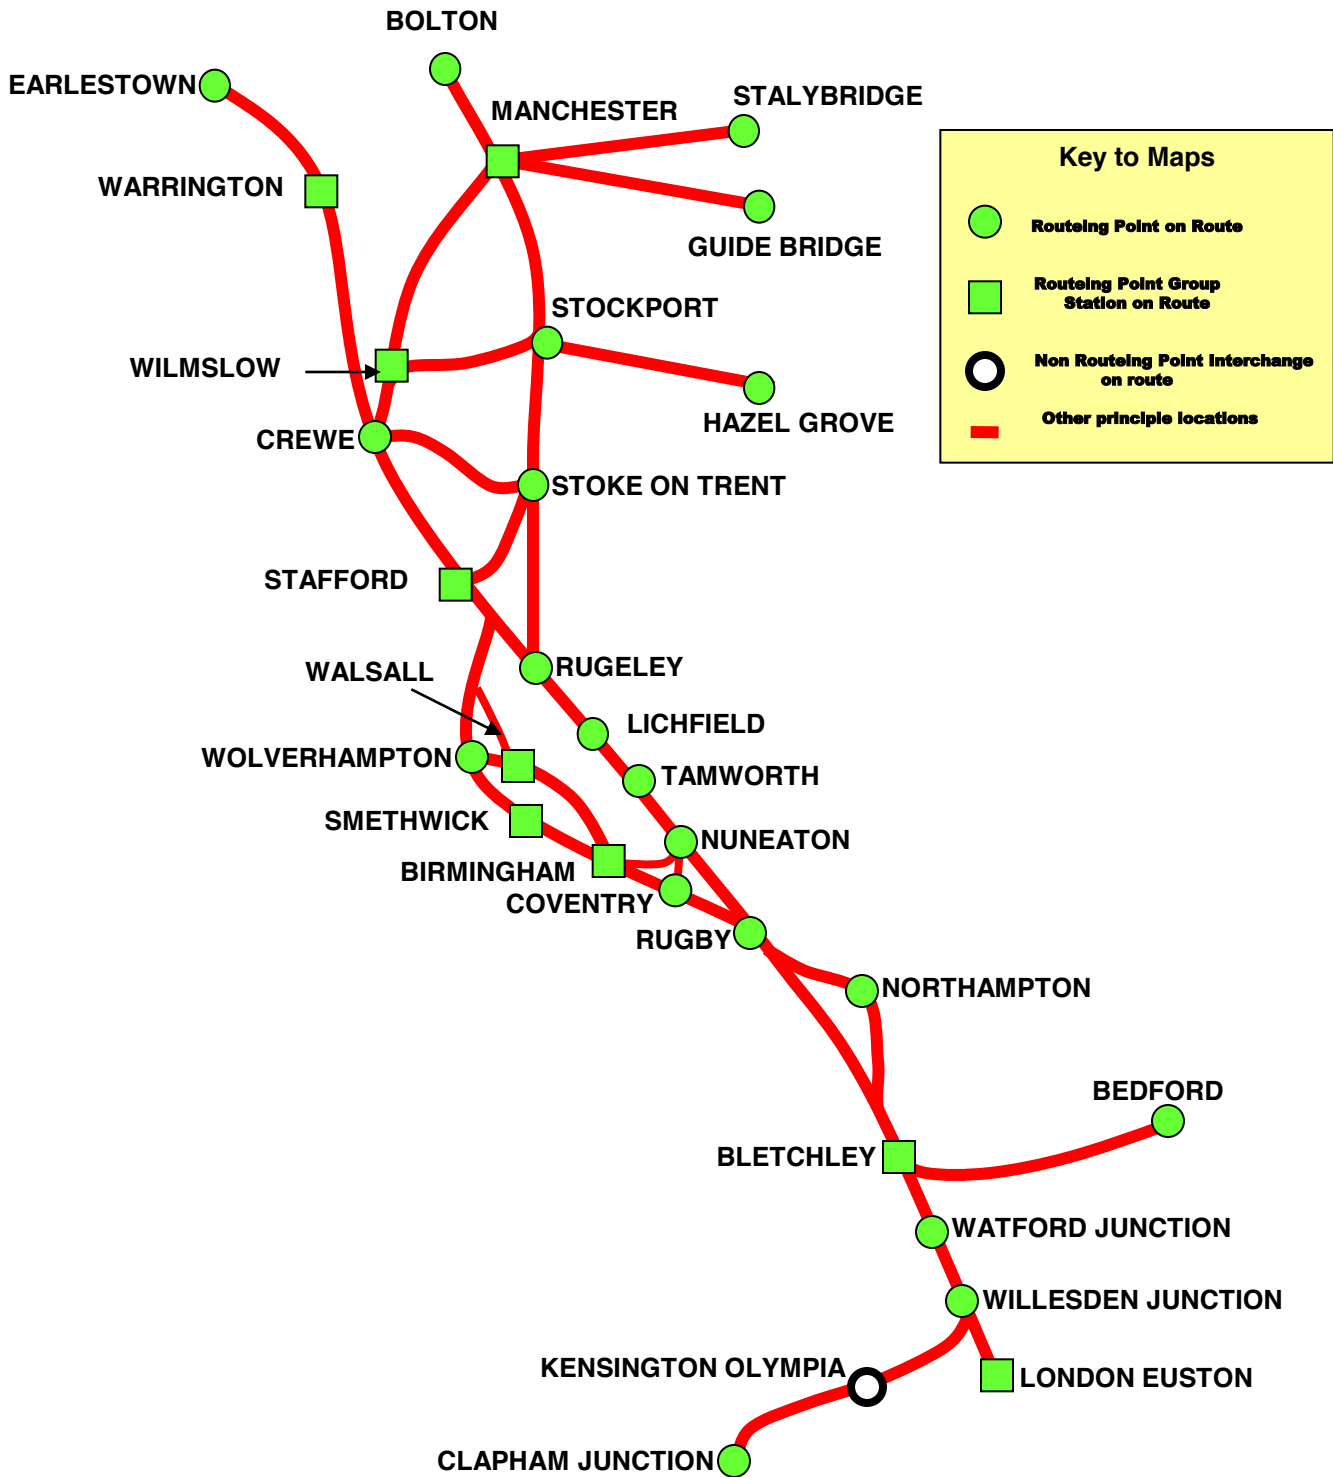 BOLTON
EARLESTOWN
STALYBRIDGE
MANCHESTER
WARRINGTON
GUIDE BRIDGE
STOCKPORT
WILMSLOW
HAZEL GROVE
CREWE
STOKE ON TRENT
STAFFORD
RUGELEY
WALSALL
LICHFIELD
WOLVERHAMPTON
TAMWORTH
SMETHWICK
NUNEATON
BIRMINGHAM
COVENTRY
RUGBY
NORTHAMPTON
BEDFORD
BLETCHLEY
WATFORD JUNCTION
WILLESDEN JUNCTION
KENSINGTON OLYMPIA
LONDON EUSTON
CLAPHAM JUNCTION
Key to Maps
Routeing Point on Route
Routeing Point Group
Station on Route
Non Routeing Point Interchange
on route
Other principle locations